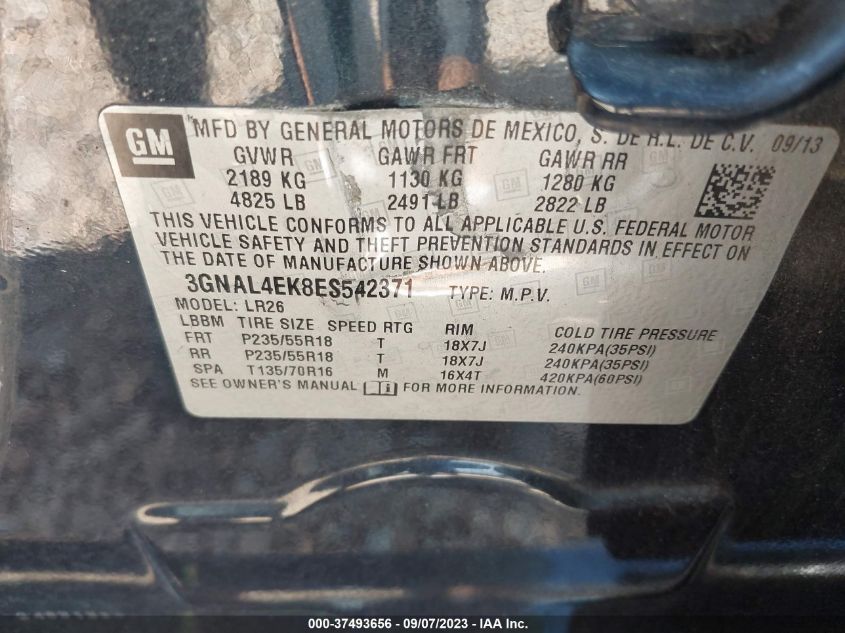 GM
MFD BY GENERAL MOTORS DE MEXICO, S. DE R.L. DE C.V. 09/13
GVWR GAWR FRT GAWR RR
2189 KG 1130 KG 1280 KG
4825 LB 2491 LB 2822 LB
THIS VEHICLE CONFORMS TO ALL APPLICABLE U.S. FEDERAL MOTOR
VEHICLE SAFETY AND THEFT PREVENTION STANDARDS IN EFFECT ON
THE DATE OF MANUFACTURE SHOWN ABOVE.
3GNAL4EK8ES542371 TYPE: M.P.V.
MODEL: LR26
LBBM TIRE SIZE SPEED RTG RIM COLD TIRE PRESSURE
FRT P235/55R18 T 18X7J 240KPA(35PSI)
RR P235/55R18 T 18X7J 240KPA(35PSI)
SPA T135/70R16 M 16X4T 420KPA(60PSI)
SEE OWNER'S MANUAL FOR MORE INFORMATION.
000-37493656 - 09/07/2023 - IAA Inc.